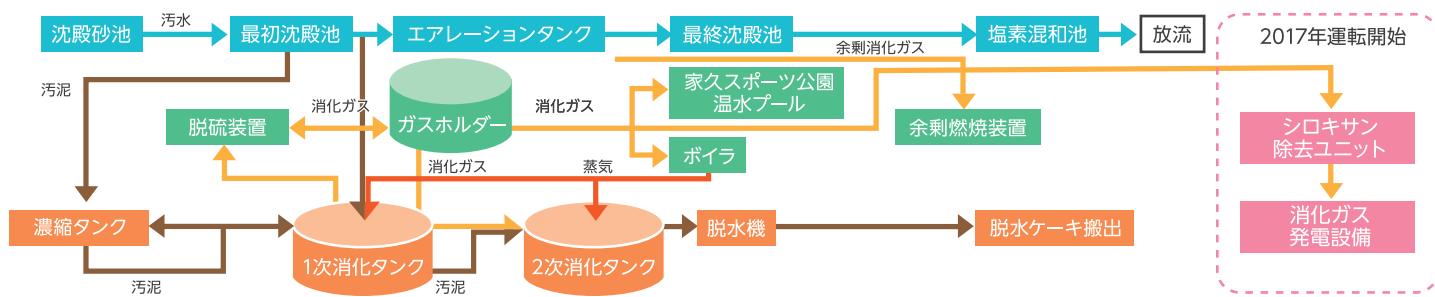 沈殿砂池
汚水
最初沈殿池
エアレーションタンク
最終沈殿池
塩素混和池
放流
2017年運転開始
余剰消化ガス
汚泥
脱硫装置
消化ガス
ガスホルダー
消化ガス
家久スポーツ公園
温水プール
ボイラ
余剰燃焼装置
シロキサン
除去ユニット
消化ガス
蒸気
濃縮タンク
1次消化タンク
2次消化タンク
脱水機
脱水ケーキ搬出
消化ガス
発電設備
汚泥
汚泥